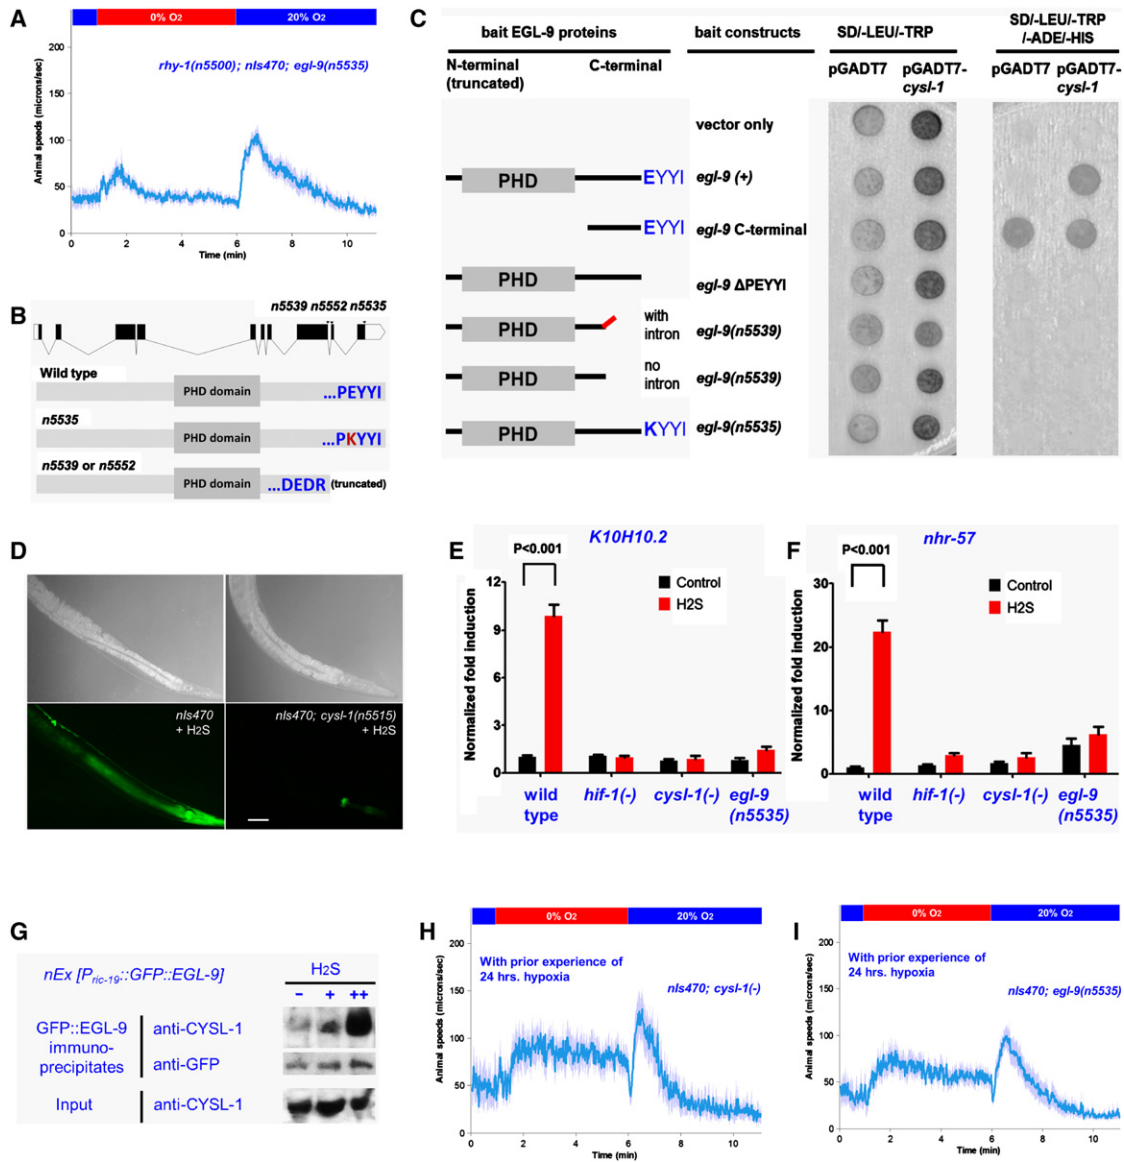 A
0% O2
20% O2
rhy-1(n5500); nls470; egl-9(n5535)
Animal speeds (microns/sec)
200
150
100
50
0
0 2 4 6 8 10
Time (min)
B
n5539 n5552 n5535
Wild type
PHD domain
...PEYYI
n5535
PHD domain
...PKYYI
n5539 or n5552
PHD domain
...DEDR
(truncated)
C
bait EGL-9 proteins
bait constructs
SD/-LEU/-TRP
SD/-LEU/-TRP
/-ADE/-HIS
N-terminal
(truncated)
C-terminal
pGADT7
pGADT7-
cysl-1
pGADT7
pGADT7-
cysl-1
vector only
PHD
EYYI
egl-9 (+)
EYYI
egl-9 C-terminal
PHD
egl-9 ΔPEYYI
PHD
with
intron
egl-9(n5539)
PHD
no
intron
egl-9(n5539)
PHD
KYYI
egl-9(n5535)
D
nls470
+ H2S
nls470; cysl-1(n5515)
+ H2S
E
K10H10.2
P<0.001
Control
H2S
Normalized fold induction
12
9
6
3
0
wild
type
hif-1(-)
cysl-1(-)
egl-9
(n5535)
F
nhr-57
P<0.001
Control
H2S
Normalized fold induction
30
20
10
0
wild
type
hif-1(-)
cysl-1(-)
egl-9
(n5535)
G
nEx [Pric-19::GFP::EGL-9]
H2S
- + ++
GFP::EGL-9
immuno-
precipitates
anti-CYSL-1
anti-GFP
Input
anti-CYSL-1
H
0% O2
20% O2
With prior experience of
24 hrs. hypoxia
nls470; cysl-1(-)
Animal speeds (microns/sec)
200
150
100
50
0
0 2 4 6 8 10
Time (min)
I
0% O2
20% O2
With prior experience of
24 hrs. hypoxia
nls470; egl-9(n5535)
Animal speeds (microns/sec)
200
150
100
50
0
0 2 4 6 8 10
Time (min)